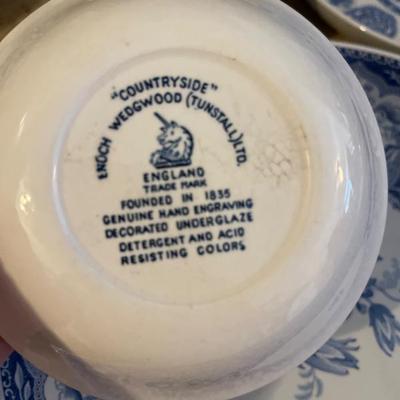 "COUNTRYSIDE"
ENOCH WEDGWOOD (TUNSTALL) LTD.
ENGLAND
TRADE MARK
FOUNDED IN 1835
GENUINE HAND ENGRAVING
DECORATED UNDERGLAZE
DETERGENT AND ACID
RESISTING COLORS